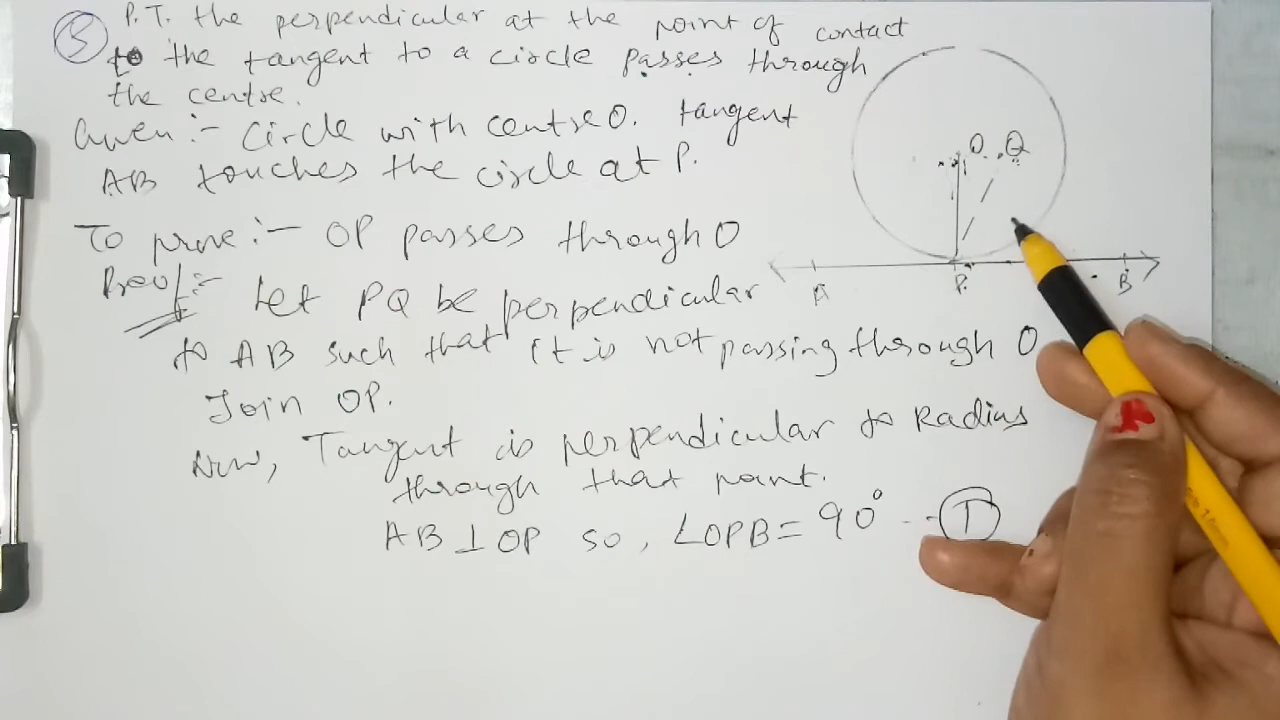 5 P.T. the perpendicular at the point of contact
to the tangent to a circle passes through
the centre.
Given :- Circle with centre O. tangent
AB touches the circle at P.
To prove :- OP passes through O
Proof :- Let PQ be perpendicular
to AB such that it is not passing through O
Join OP.
Now, Tangent is perpendicular to Radius
through that point.
AB ⊥ OP so, ∠OPB = 90° -- I
O Q
A P B